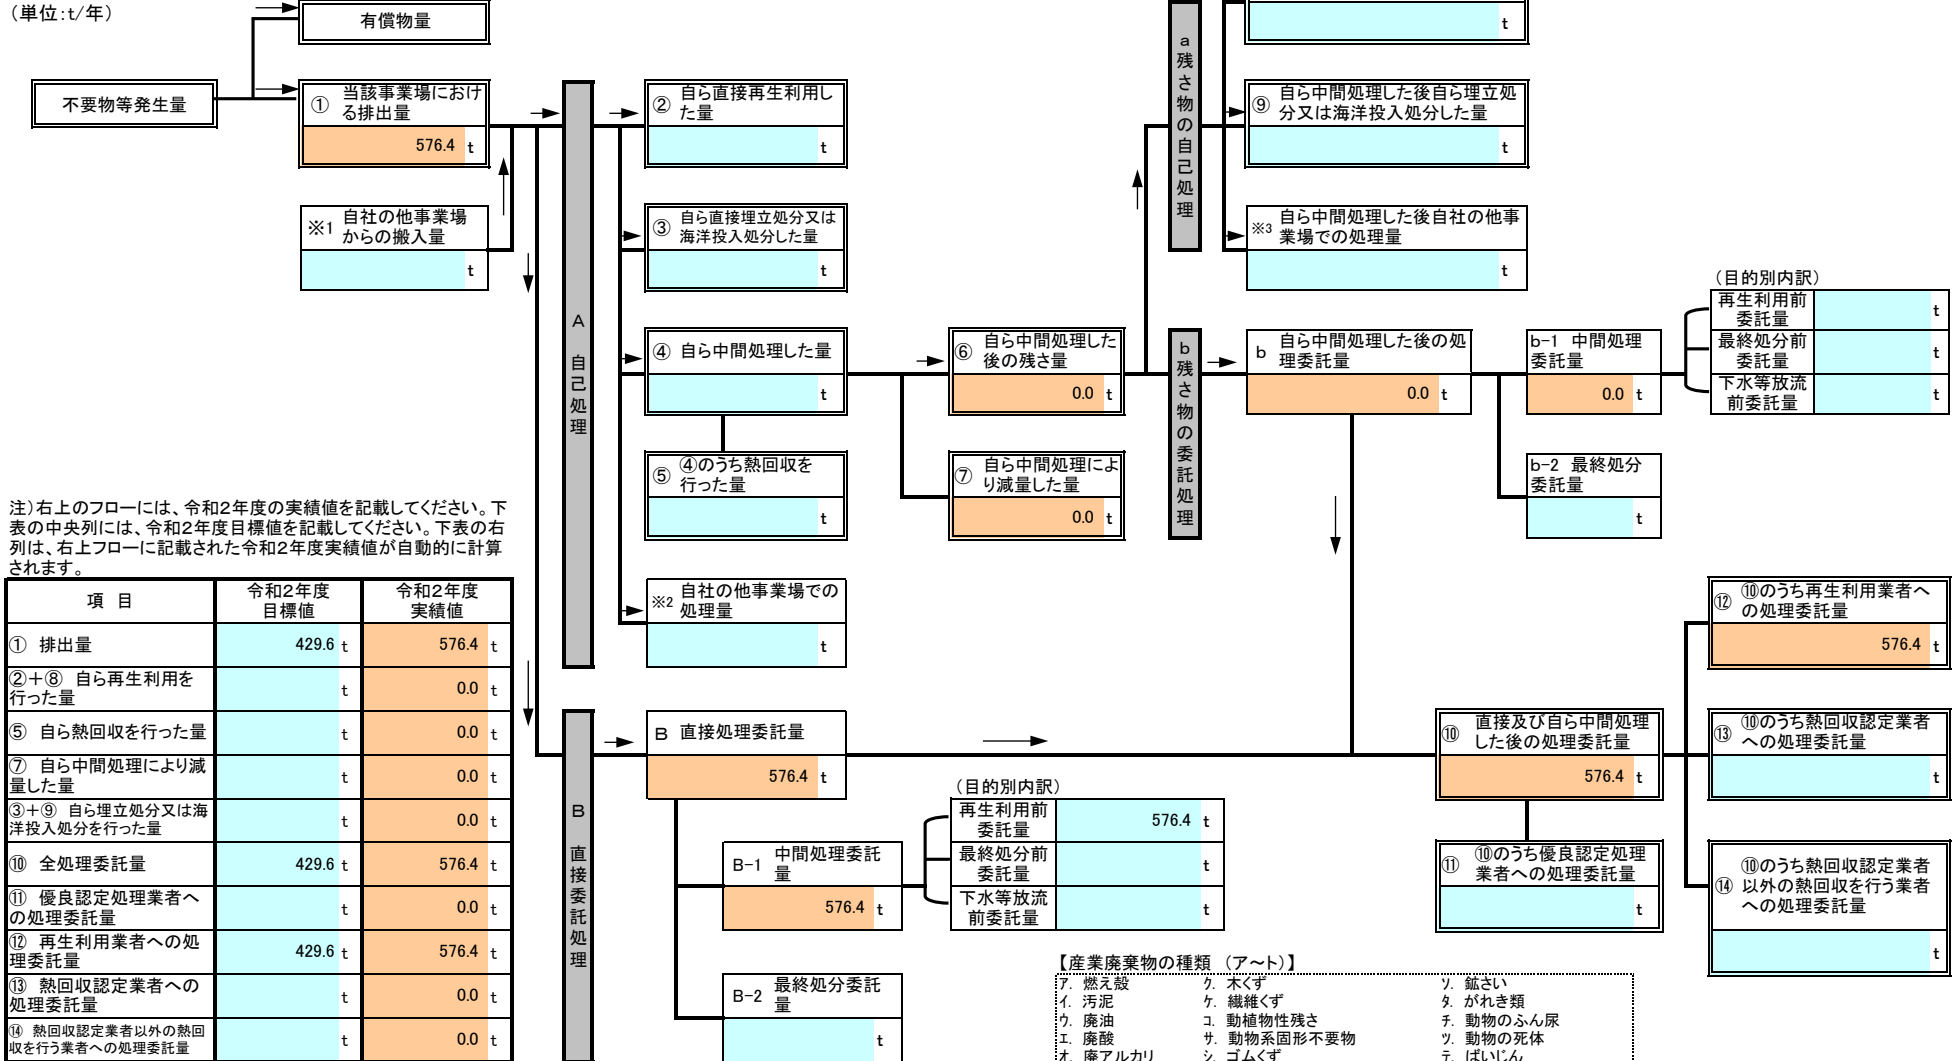 (単位:t/年)
有償物量
不要物等発生量
① 当該事業場におけ
る排出量
576.4 t
※1 自社の他事業場
からの搬入量
t
A 自己処理
② 自ら直接再生利用し
た量
t
③ 自ら直接埋立処分又は
海洋投入処分した量
t
④ 自ら中間処理した量
t
⑤ ④のうち熱回収を
行った量
t
※2 自社の他事業場での
処理量
t
⑥ 自ら中間処理した
後の残さ量
0.0 t
⑦ 自ら中間処理によ
り減量した量
0.0 t
a 残さ物の自己処理
t
⑨ 自ら中間処理した後自ら埋立処
分又は海洋投入処分した量
t
※3 自ら中間処理した後自社の他事
業場での処理量
t
b 残さ物の委託処理
b 自ら中間処理した後の処
理委託量
0.0 t
b-1 中間処理
委託量
0.0 t
b-2 最終処分
委託量
t
(目的別内訳)
再生利用前
委託量
t
最終処分前
委託量
t
下水等放流
前委託量
t
注)右上のフローには、令和2年度の実績値を記載してください。下
表の中央列には、令和2年度目標値を記載してください。下表の右
列は、右上フローに記載された令和2年度実績値が自動的に計算
されます。
項 目
令和2年度
目標値
令和2年度
実績値
① 排出量 429.6 t 576.4 t
②+⑧ 自ら再生利用を
行った量
t 0.0 t
⑤ 自ら熱回収を行った量 t 0.0 t
⑦ 自ら中間処理により減
量した量
t 0.0 t
③+⑨ 自ら埋立処分又は海
洋投入処分を行った量
t 0.0 t
⑩ 全処理委託量 429.6 t 576.4 t
⑪ 優良認定処理業者へ
の処理委託量
t 0.0 t
⑫ 再生利用業者への処
理委託量
429.6 t 576.4 t
⑬ 熱回収認定業者への
処理委託量
t 0.0 t
⑭ 熱回収認定業者以外の熱回
収を行う業者への処理委託量
t 0.0 t
B 直接委託処理
B 直接処理委託量
576.4 t
B-1 中間処理委託
量
576.4 t
B-2 最終処分委託
量
t
(目的別内訳)
再生利用前
委託量
576.4 t
最終処分前
委託量
t
下水等放流
前委託量
t
⑩ 直接及び自ら中間処理
した後の処理委託量
576.4 t
⑪ ⑩のうち優良認定処理
業者への処理委託量
t
⑫ ⑩のうち再生利用業者へ
の処理委託量
576.4 t
⑬ ⑩のうち熱回収認定業者
への処理委託量
t
⑭ ⑩のうち熱回収認定業者
以外の熱回収を行う業者
への処理委託量
t
【産業廃棄物の種類 (ア~ト)】
ア. 燃え殻 ク. 木くず ソ. 鉱さい
イ. 汚泥 ケ. 繊維くず タ. がれき類
ウ. 廃油 コ. 動植物性残さ チ. 動物のふん尿
エ. 廃酸 サ. 動物系固形不要物 ツ. 動物の死体
オ. 廃アルカリ シ. ゴムくず テ. ばいじん